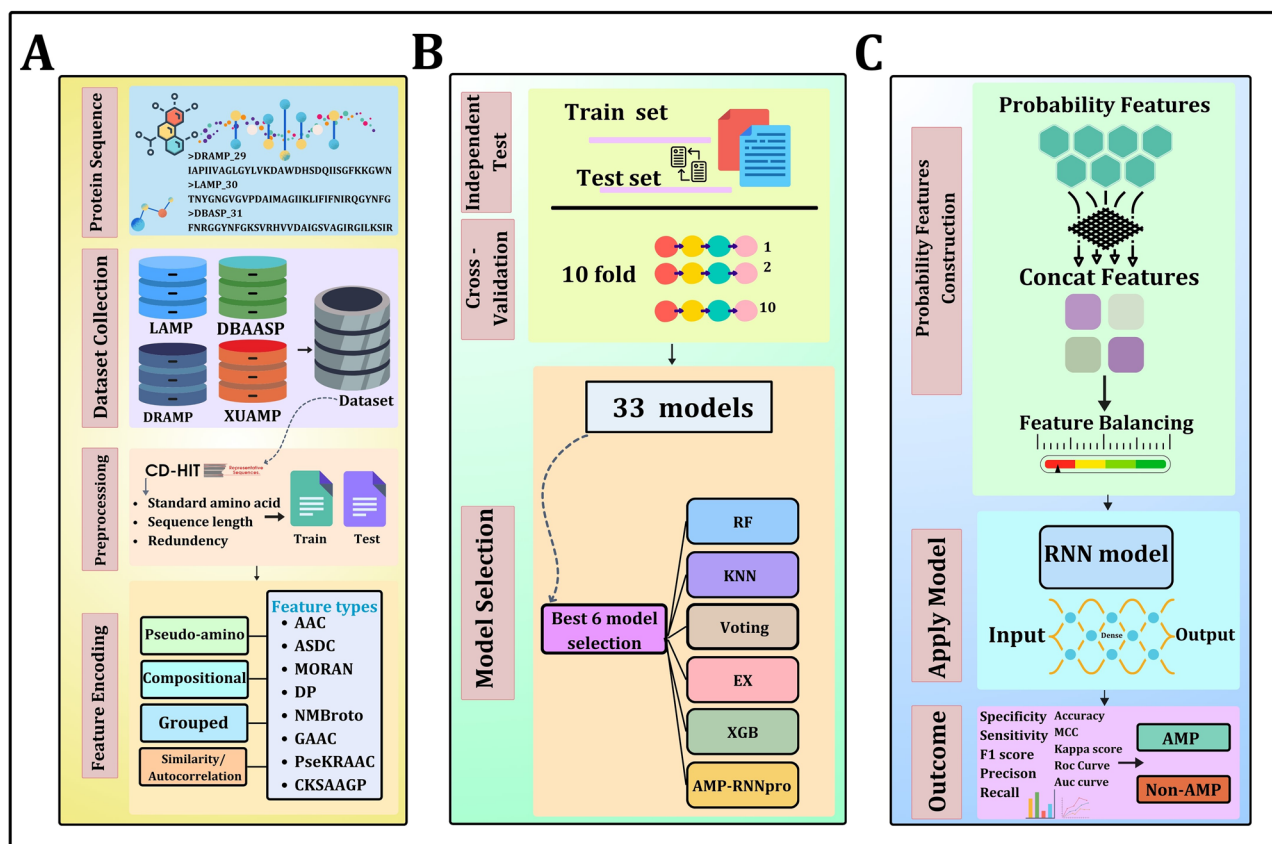 A
Protein Sequence
>DRAMP_29
IAPIIVAGLGYLVKDAWDHSDQIISGFKKGWN
>LAMP_30
TNYGNGVGVPDAIMAGIIKLIFIFNIRQGYNFG
>DBASP_31
FNRGGYNFGKSVRHVVDAIGSVAGIRGILKSIR
Dataset Collection
LAMP
DBAASP
DRAMP
XUAMP
Dataset
Preprocessiong
CD-HIT
Representative
Sequences
• Standard amino acid
• Sequence length
• Redundency
Train
Test
Feature Encoding
Pseudo-amino
Compositional
Grouped
Similarity/
Autocorrelation
Feature types
• AAC
• ASDC
• MORAN
• DP
• NMBroto
• GAAC
• PseKRAAC
• CKSAAGP
B
Independent
Test
Train set
Test set
Cross -
Validation
10 fold
1
2
10
Model Selection
33 models
Best 6 model
selection
RF
KNN
Voting
EX
XGB
AMP-RNNpro
C
Probability Features
Construction
Probability Features
Concat Features
Feature Balancing
Apply Model
RNN model
Input
Dense
Output
Outcome
Specificity
Sensitivity
F1 score
Precison
Recall
Accuracy
MCC
Kappa score
Roc Curve
Auc curve
AMP
Non-AMP